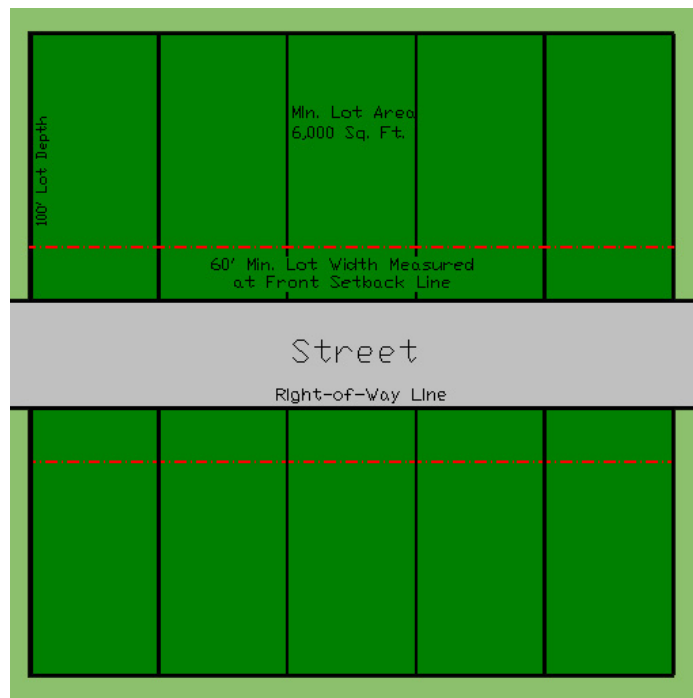 Min. Lot Area
6,000 Sq. Ft.
100' Lot Depth
60' Min. Lot Width Measured
at Front Setback Line
Street
Right-of-Way Line